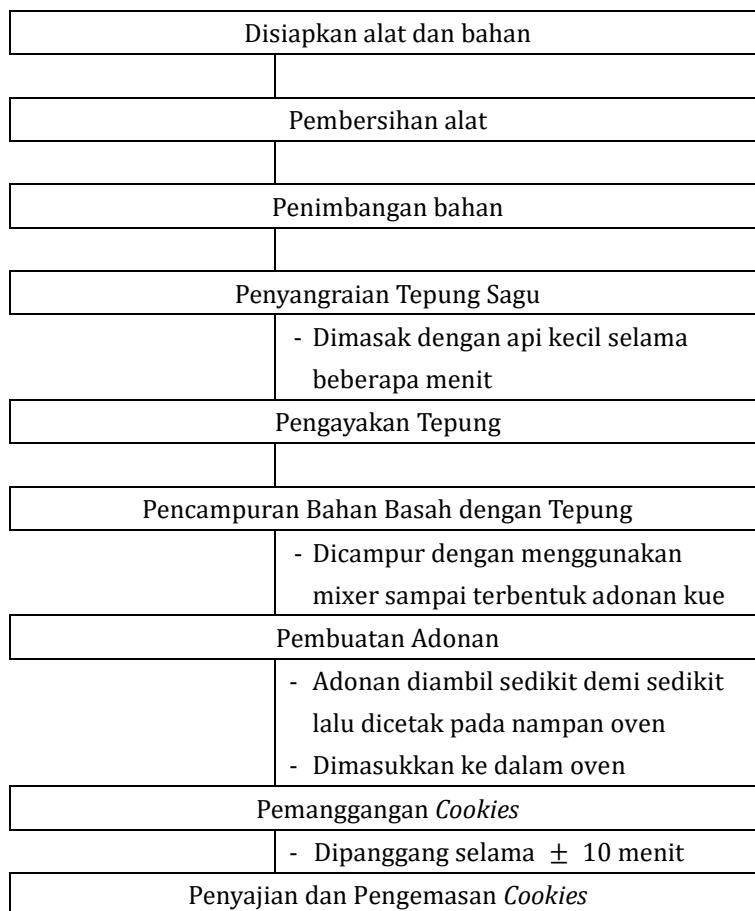 Disiapkan alat dan bahan
Pembersihan alat
Penimbangan bahan
Penyangraian Tepung Sagu
- Dimasak dengan api kecil selama
beberapa menit
Pengayakan Tepung
Pencampuran Bahan Basah dengan Tepung
- Dicampur dengan menggunakan
mixer sampai terbentuk adonan kue
Pembuatan Adonan
- Adonan diambil sedikit demi sedikit
lalu dicetak pada nampan oven
- Dimasukkan ke dalam oven
Pemanggangan Cookies
- Dipanggang selama ± 10 menit
Penyajian dan Pengemasan Cookies